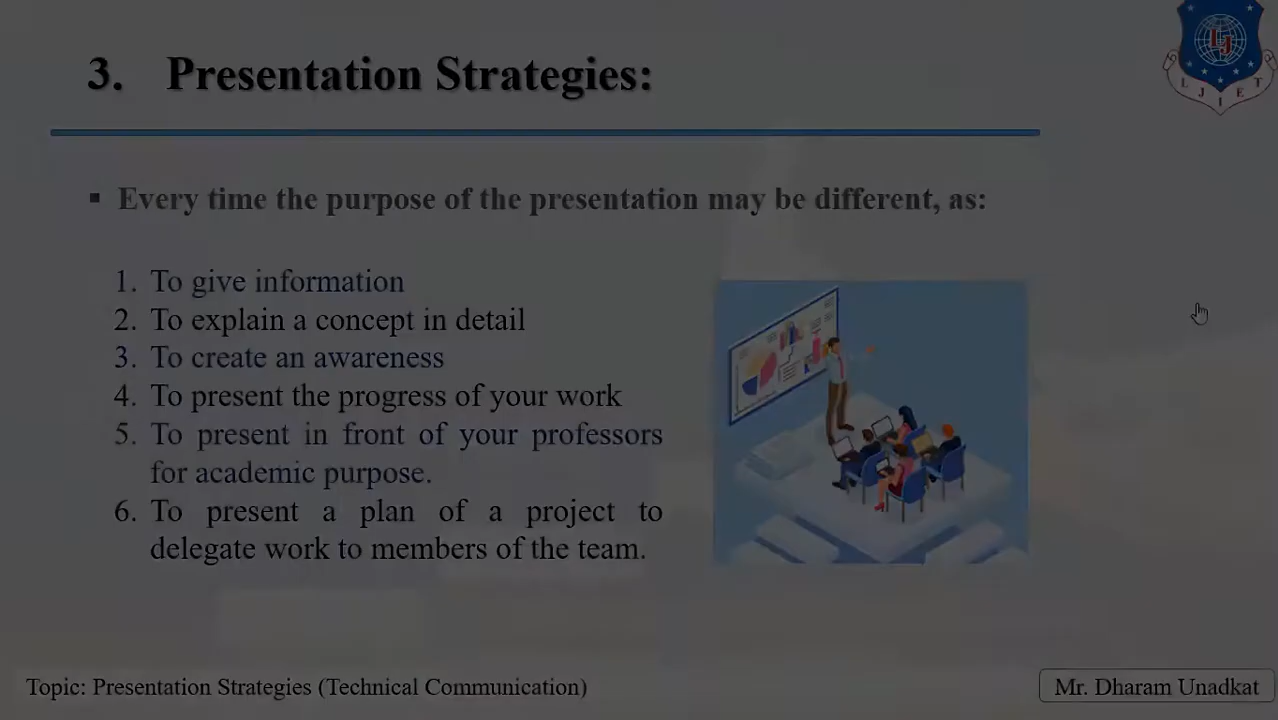 3. Presentation Strategies:
LJ
L J I E T
▪ Every time the purpose of the presentation may be different, as:
1. To give information
2. To explain a concept in detail
3. To create an awareness
4. To present the progress of your work
5. To present in front of your professors
for academic purpose.
6. To present a plan of a project to
delegate work to members of the team.
Topic: Presentation Strategies (Technical Communication)
Mr. Dharam Unadkat